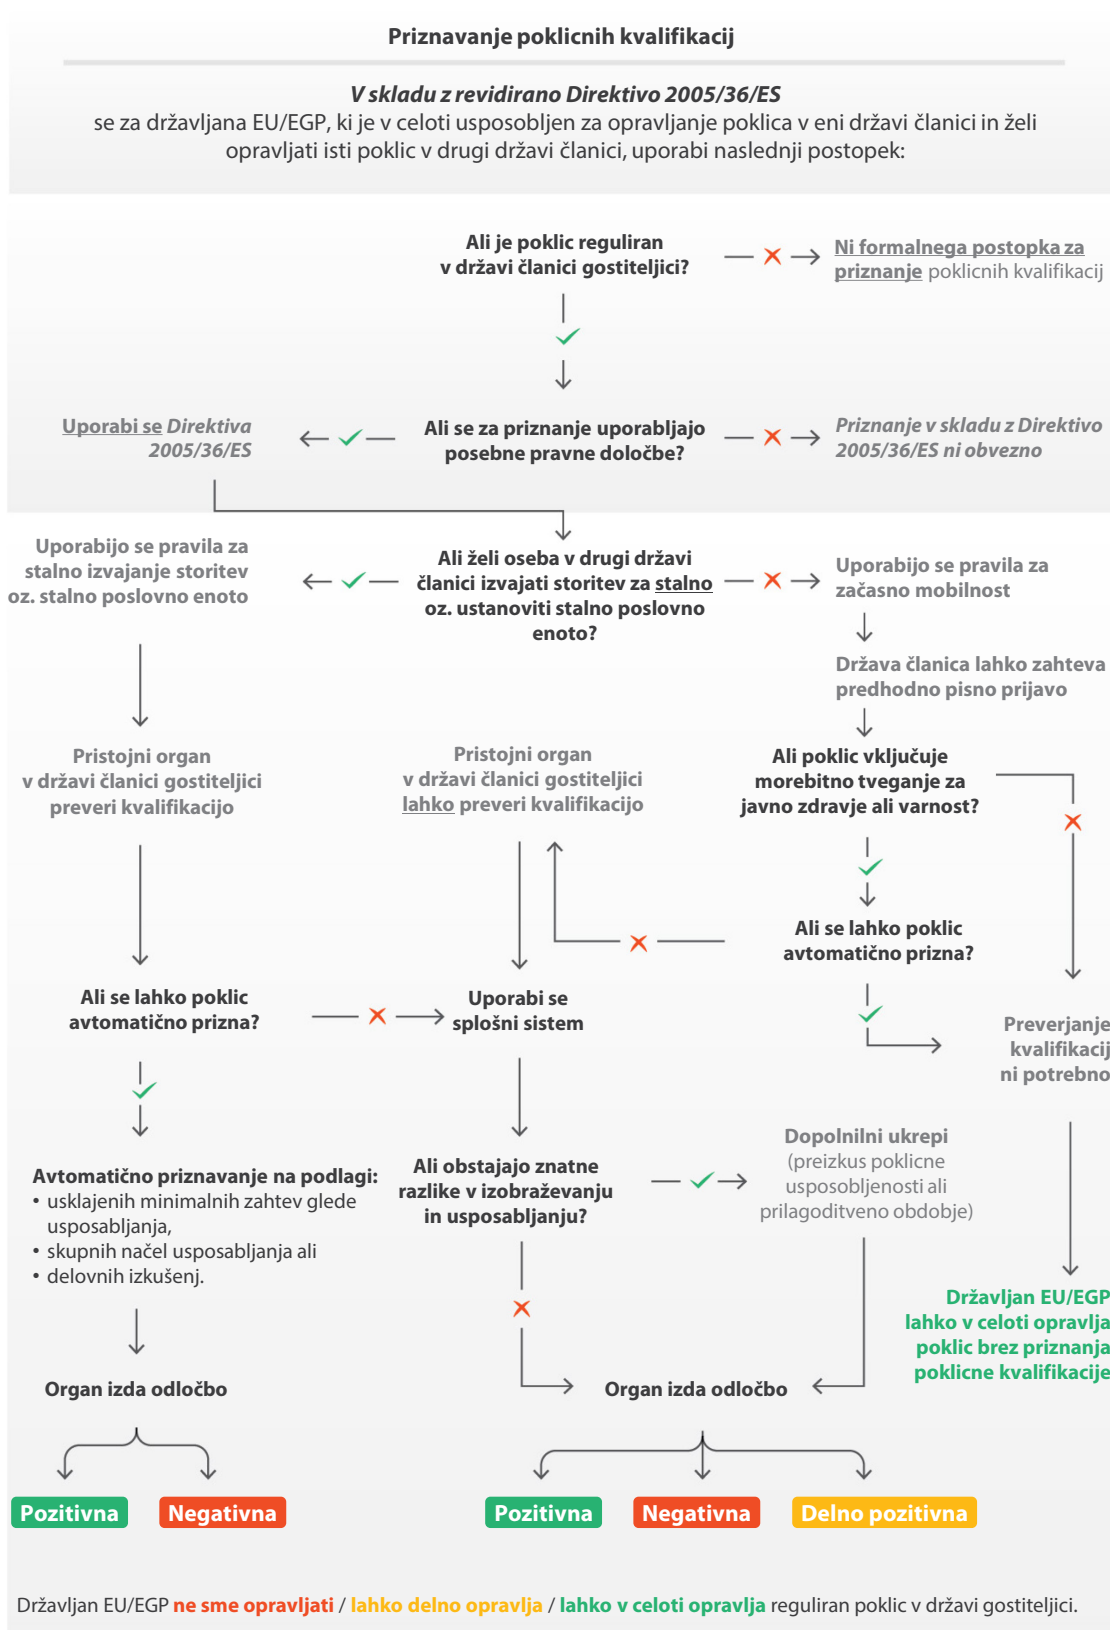 Priznavanje poklicnih kvalifikacij
V skladu z revidirano Direktivo 2005/36/ES
se za državljana EU/EGP, ki je v celoti usposobljen za opravljanje poklica v eni državi članici in želi
opravljati isti poklic v drugi državi članici, uporabi naslednji postopek:
Ali je poklic reguliran
v državi članici gostiteljici?
Ni formalnega postopka za
priznanje poklicnih kvalifikacij
Uporabi se Direktiva
2005/36/ES
Ali se za priznanje uporabljajo
posebne pravne določbe?
Priznanje v skladu z Direktivo
2005/36/ES ni obvezno
Uporabijo se pravila za
stalno izvajanje storitev
oz. stalno poslovno enoto
Ali želi oseba v drugi državi
članici izvajati storitev za stalno
oz. ustanoviti stalno poslovno
enoto?
Uporabijo se pravila za
začasno mobilnost
Država članica lahko zahteva
predhodno pisno prijavo
Pristojni organ
v državi članici gostiteljici
preveri kvalifikacijo
Pristojni organ
v državi članici gostiteljici
lahko preveri kvalifikacijo
Ali poklic vključuje
morebitno tveganje za
javno zdravje ali varnost?
Ali se lahko poklic
avtomatično prizna?
Ali se lahko poklic
avtomatično prizna?
Uporabi se
splošni sistem
Preverjanje
kvalifikacij
ni potrebno
Avtomatično priznavanje na podlagi:
• usklajenih minimalnih zahtev glede
usposabljanja,
• skupnih načel usposabljanja ali
• delovnih izkušenj.
Ali obstajajo znatne
razlike v izobraževanju
in usposabljanju?
Dopolnilni ukrepi
(preizkus poklicne
usposobljenosti ali
prilagoditveno obdobje)
Državljan EU/EGP
lahko v celoti opravlja
poklic brez priznanja
poklicne kvalifikacije
Organ izda odločbo
Organ izda odločbo
Pozitivna
Negativna
Pozitivna
Negativna
Delno pozitivna
Državljan EU/EGP ne sme opravljati / lahko delno opravlja / lahko v celoti opravlja reguliran poklic v državi gostiteljici.